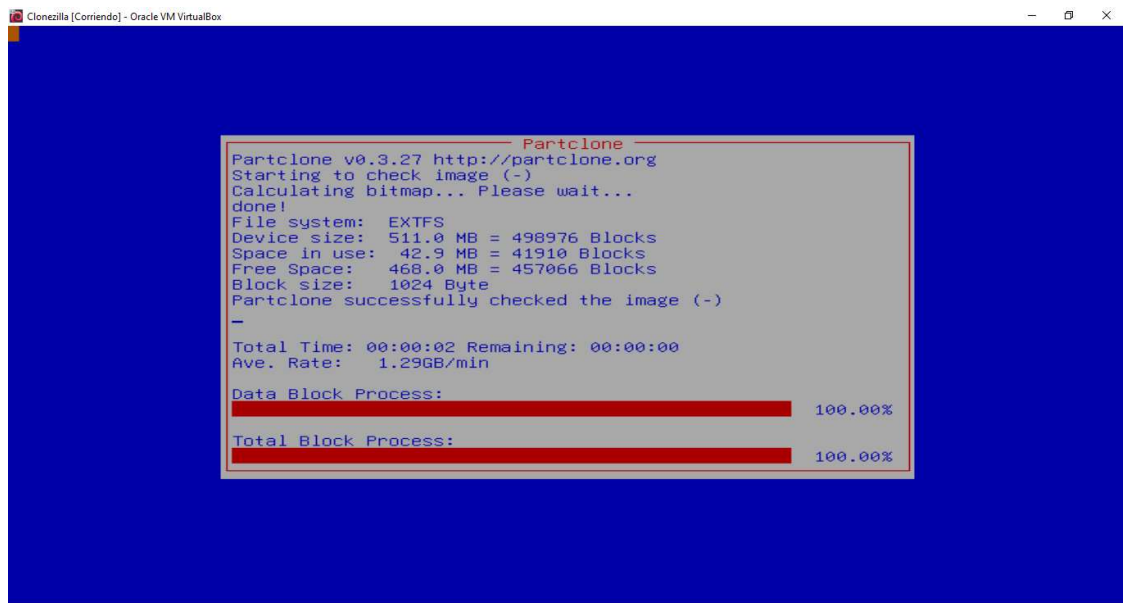 Clonezilla [Corriendo] - Oracle VM VirtualBox
Partclone
Partclone v0.3.27 http://partclone.org
Starting to check image (-)
Calculating bitmap... Please wait...
done!
File system:  EXTFS
Device size:  511.0 MB = 498976 Blocks
Space in use:  42.9 MB = 41910 Blocks
Free Space:   468.0 MB = 457066 Blocks
Block size:   1024 Byte
Partclone successfully checked the image (-)
Total Time: 00:00:02 Remaining: 00:00:00
Ave. Rate:   1.29GB/min
Data Block Process:
100.00%
Total Block Process:
100.00%